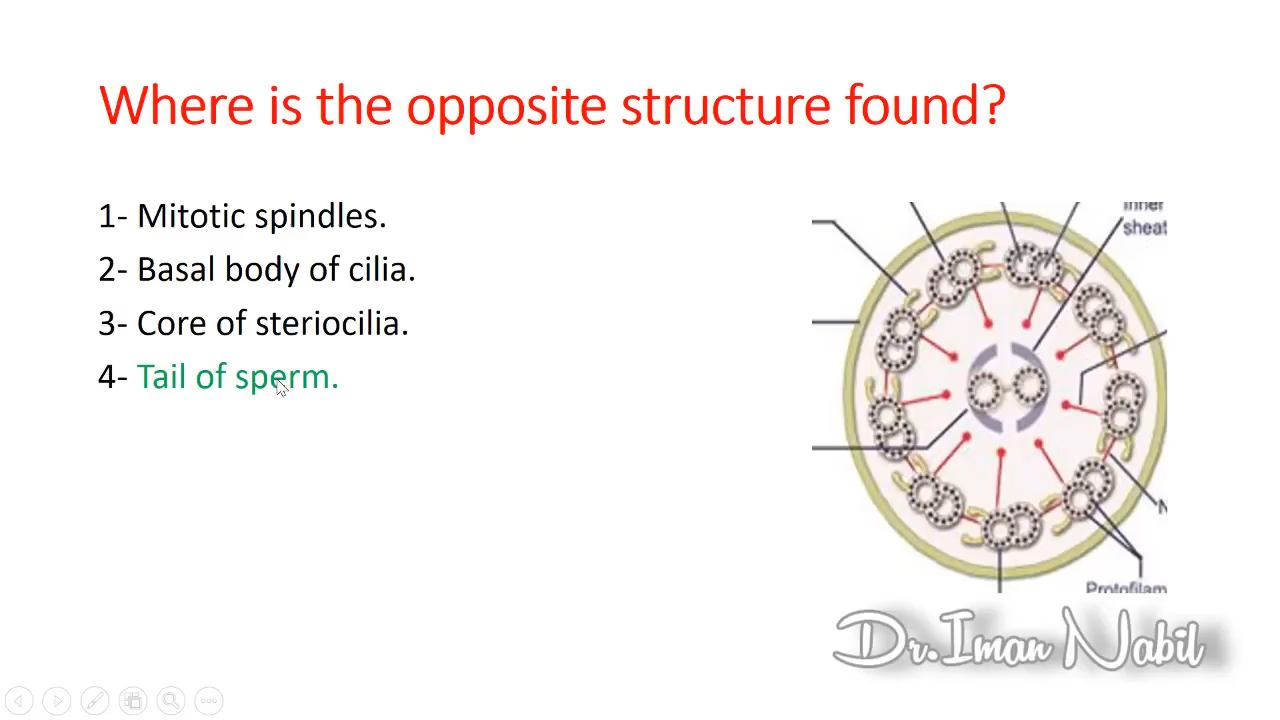 Where is the opposite structure found?
1- Mitotic spindles.
2- Basal body of cilia.
3- Core of steriocilia.
4- Tail of sperm.
Inner
sheat
N
Protofilam
Dr.Iman Nabil